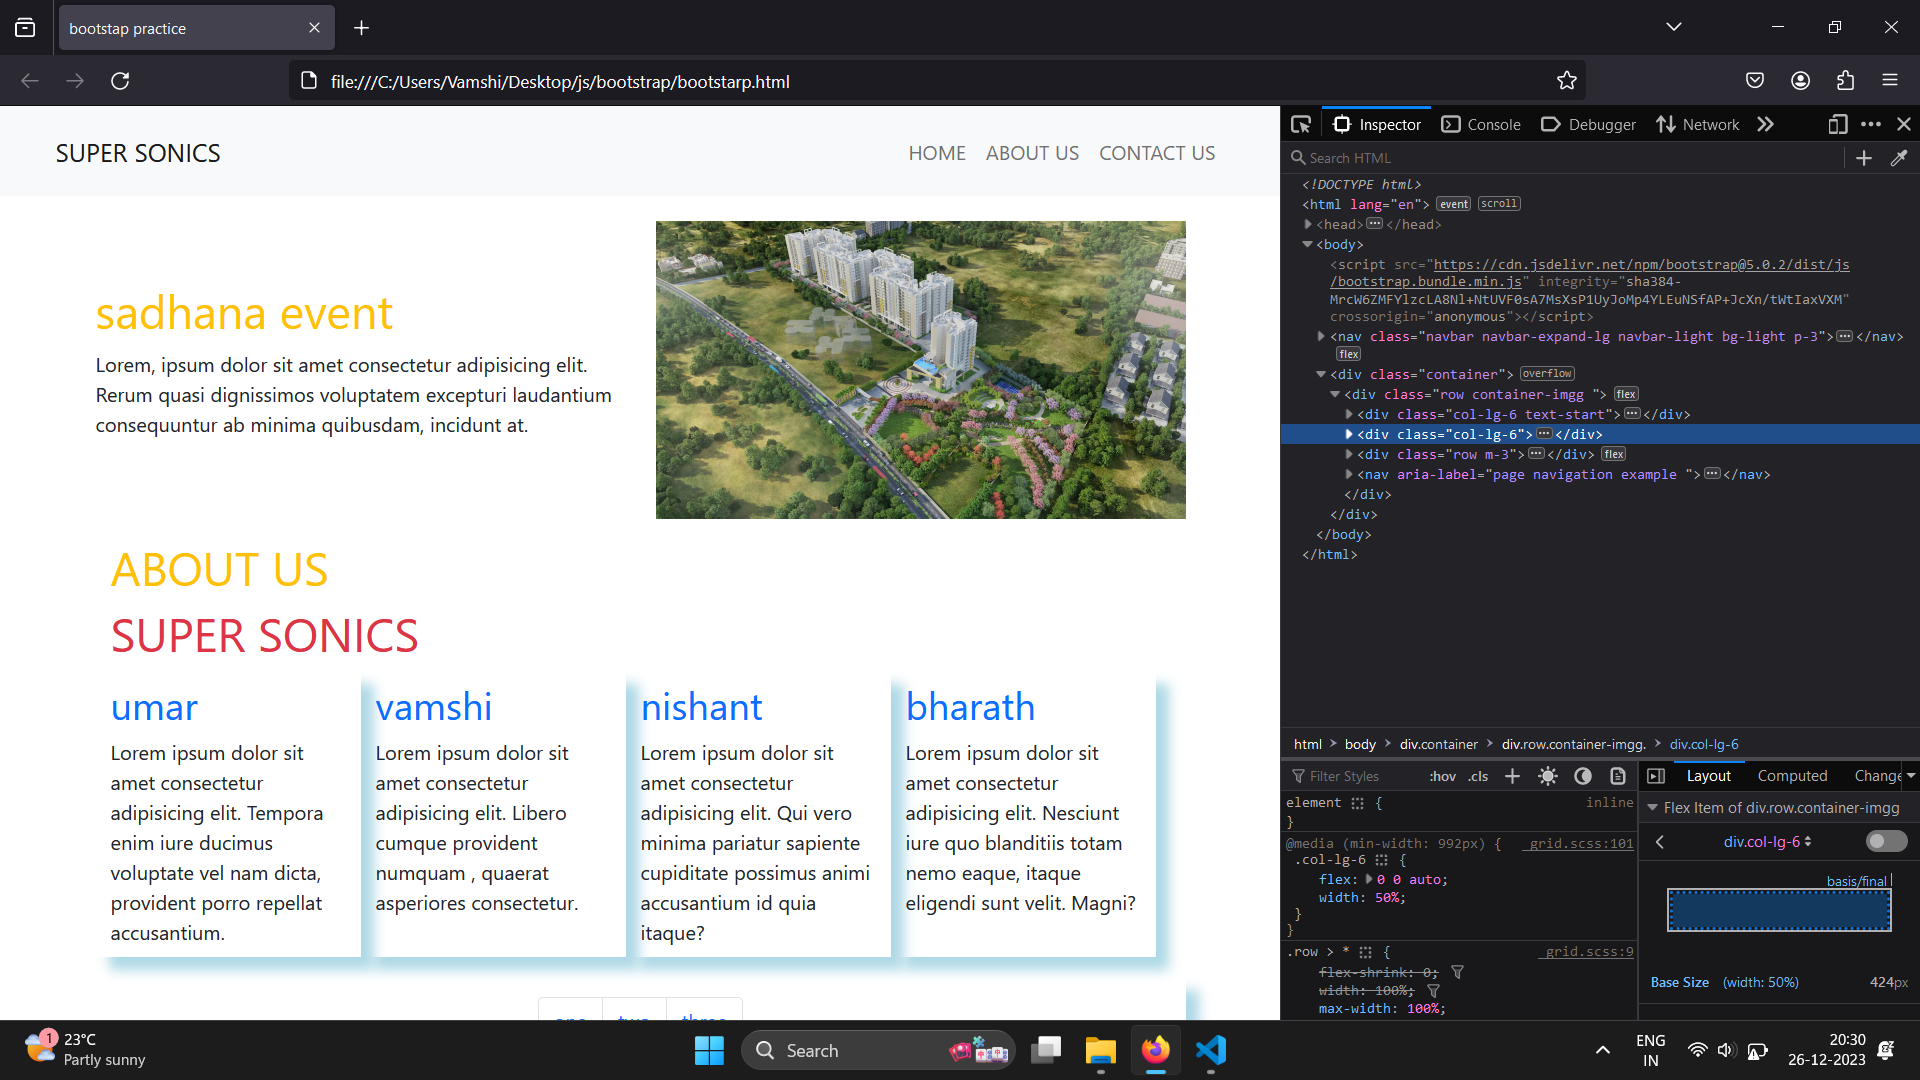 bootstap practice
file:///C:/Users/Vamshi/Desktop/js/bootstrap/bootstarp.html
SUPER SONICS
HOME ABOUT US CONTACT US
sadhana event
Lorem, ipsum dolor sit amet consectetur adipisicing elit.
Rerum quasi dignissimos voluptatem excepturi laudantium
consequuntur ab minima quibusdam, incidunt at.
ABOUT US
SUPER SONICS
umar
Lorem ipsum dolor sit
amet consectetur
adipisicing elit. Tempora
enim iure ducimus
voluptate vel nam dicta,
provident porro repellat
accusantium.
vamshi
Lorem ipsum dolor sit
amet consectetur
adipisicing elit. Libero
cumque provident
numquam , quaerat
asperiores consectetur.
nishant
Lorem ipsum dolor sit
amet consectetur
adipisicing elit. Qui vero
minima pariatur sapiente
cupiditate possimus animi
accusantium id quia
itaque?
bharath
Lorem ipsum dolor sit
amet consectetur
adipisicing elit. Nesciunt
iure quo blanditiis totam
nemo eaque, itaque
eligendi sunt velit. Magni?
one two three
Inspector Console Debugger Network
Search HTML
<!DOCTYPE html>
<html lang="en"> event scroll
<head>···</head>
<body>
<script src="https://cdn.jsdelivr.net/npm/bootstrap@5.0.2/dist/js
/bootstrap.bundle.min.js" integrity="sha384-
MrcW6ZMFYlzcLA8Nl+NtUVF0sA7MsXsP1UyJoMp4YLEuNSfAP+JcXn/tWtIaxVXM"
crossorigin="anonymous"></script>
<nav class="navbar navbar-expand-lg navbar-light bg-light p-3">···</nav>
flex
<div class="container"> overflow
<div class="row container-imgg "> flex
<div class="col-lg-6 text-start">···</div>
<div class="col-lg-6">···</div>
<div class="row m-3">···</div> flex
<nav aria-label="page navigation example ">···</nav>
</div>
</div>
</body>
</html>
html > body > div.container > div.row.container-imgg. > div.col-lg-6
Filter Styles :hov .cls
element { inline
}
@media (min-width: 992px) { _grid.scss:101
.col-lg-6 {
flex: 0 0 auto;
width: 50%;
}
}
.row > * { _grid.scss:9
flex-shrink: 0;
width: 100%;
max-width: 100%;
Layout Computed Change
Flex Item of div.row.container-imgg
div.col-lg-6
basis/final
Base Size (width: 50%) 424px
1
23°C
Partly sunny
Search
ENG
IN
20:30
26-12-2023